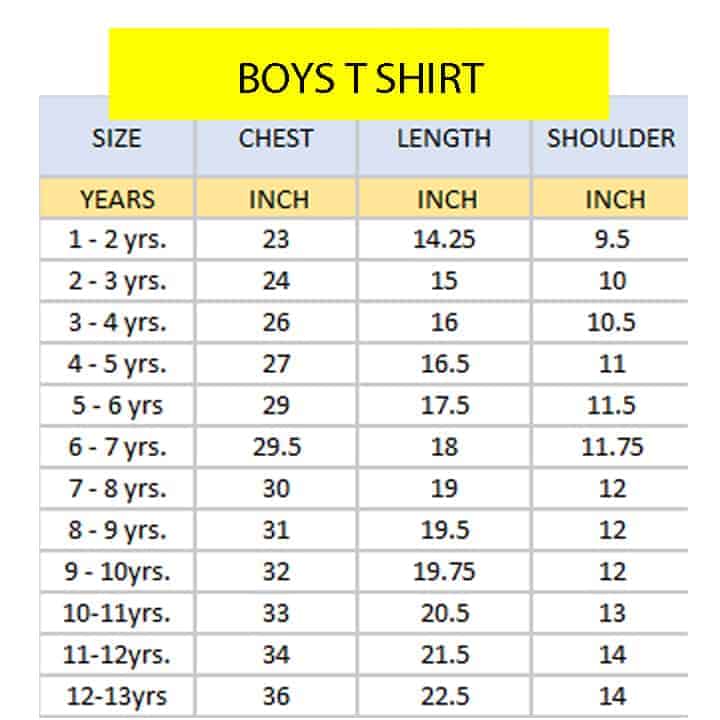 BOYS T SHIRT
SIZE CHEST LENGTH SHOULDER
YEARS INCH INCH INCH
1 - 2 yrs. 23 14.25 9.5
2 - 3 yrs. 24 15 10
3 - 4 yrs. 26 16 10.5
4 - 5 yrs. 27 16.5 11
5 - 6 yrs 29 17.5 11.5
6 - 7 yrs. 29.5 18 11.75
7 - 8 yrs. 30 19 12
8 - 9 yrs. 31 19.5 12
9 - 10yrs. 32 19.75 12
10-11yrs. 33 20.5 13
11-12yrs. 34 21.5 14
12-13yrs 36 22.5 14